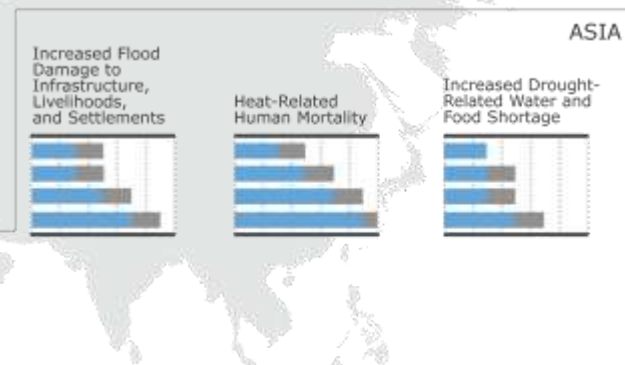 ASIA
Increased Flood
Damage to
Infrastructure,
Livelihoods,
and Settlements
Heat-Related
Human Mortality
Increased Drought-
Related Water and
Food Shortage